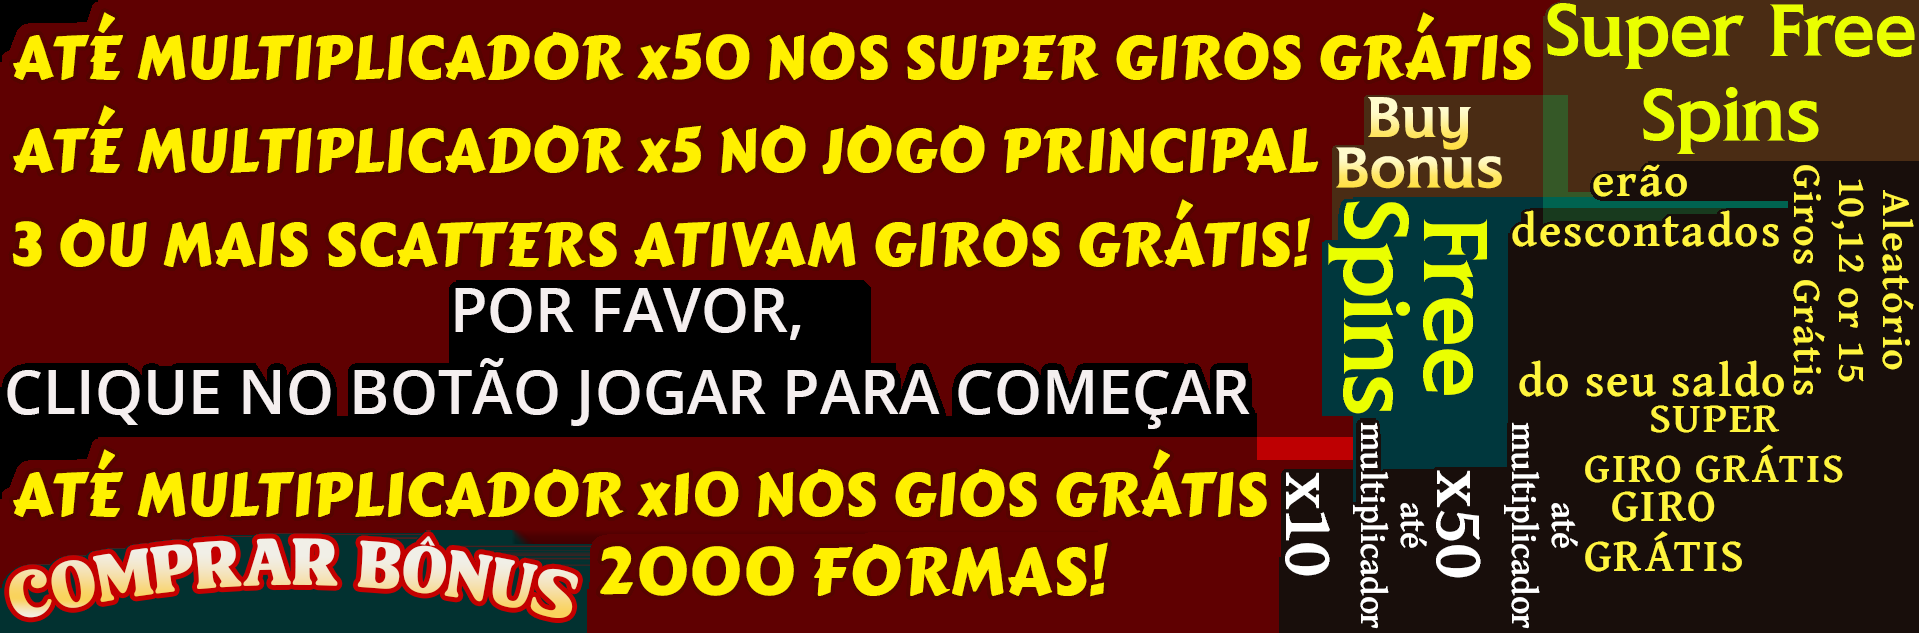 ATÉ MULTIPLICADOR x50 NOS SUPER GIROS GRÁTIS
ATÉ MULTIPLICADOR x5 NO JOGO PRINCIPAL
3 OU MAIS SCATTERS ATIVAM GIROS GRÁTIS!
POR FAVOR,
CLIQUE NO BOTÃO JOGAR PARA COMEÇAR
ATÉ MULTIPLICADOR x10 NOS GIOS GRÁTIS
COMPRAR BÔNUS
2000 FORMAS!
Super Free
Spins
Buy
Bonus
Free
Spins
erão
descontados
Aleatório
10,12 or 15
Giros Grátis
do seu saldo
SUPER
GIRO GRÁTIS
GIRO
GRÁTIS
até
multiplicador
x50
até
multiplicador
x10